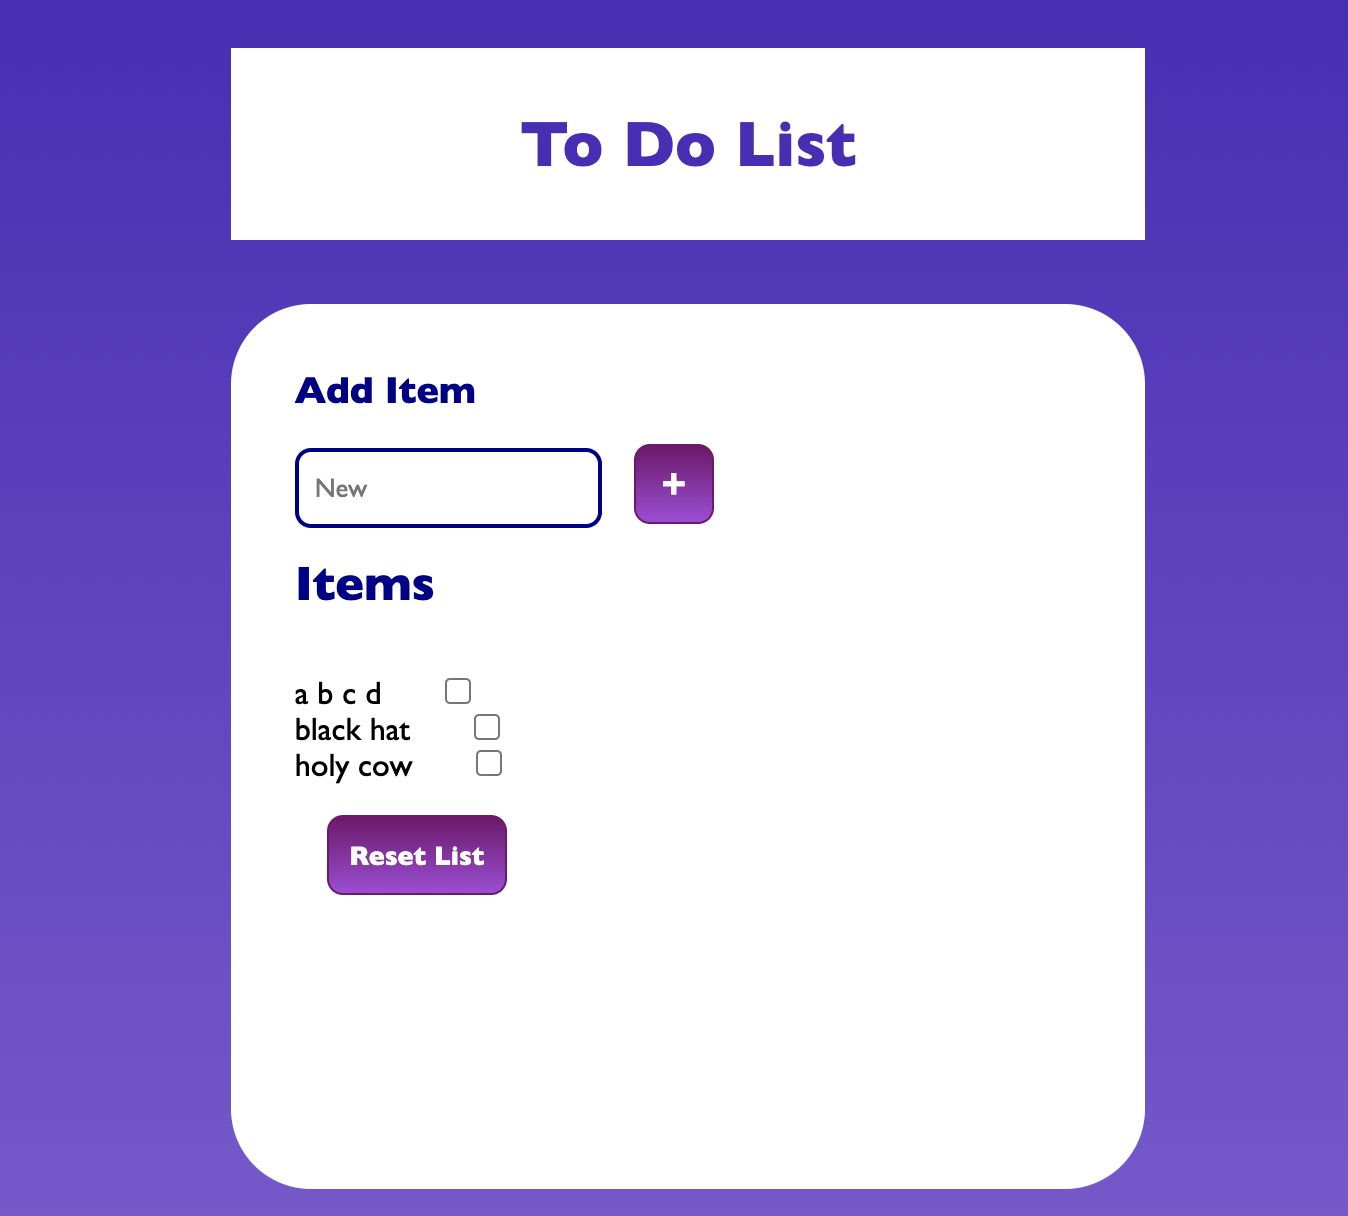 To Do List
Add Item
New
+
Items
a b c d
black hat
holy cow
Reset List